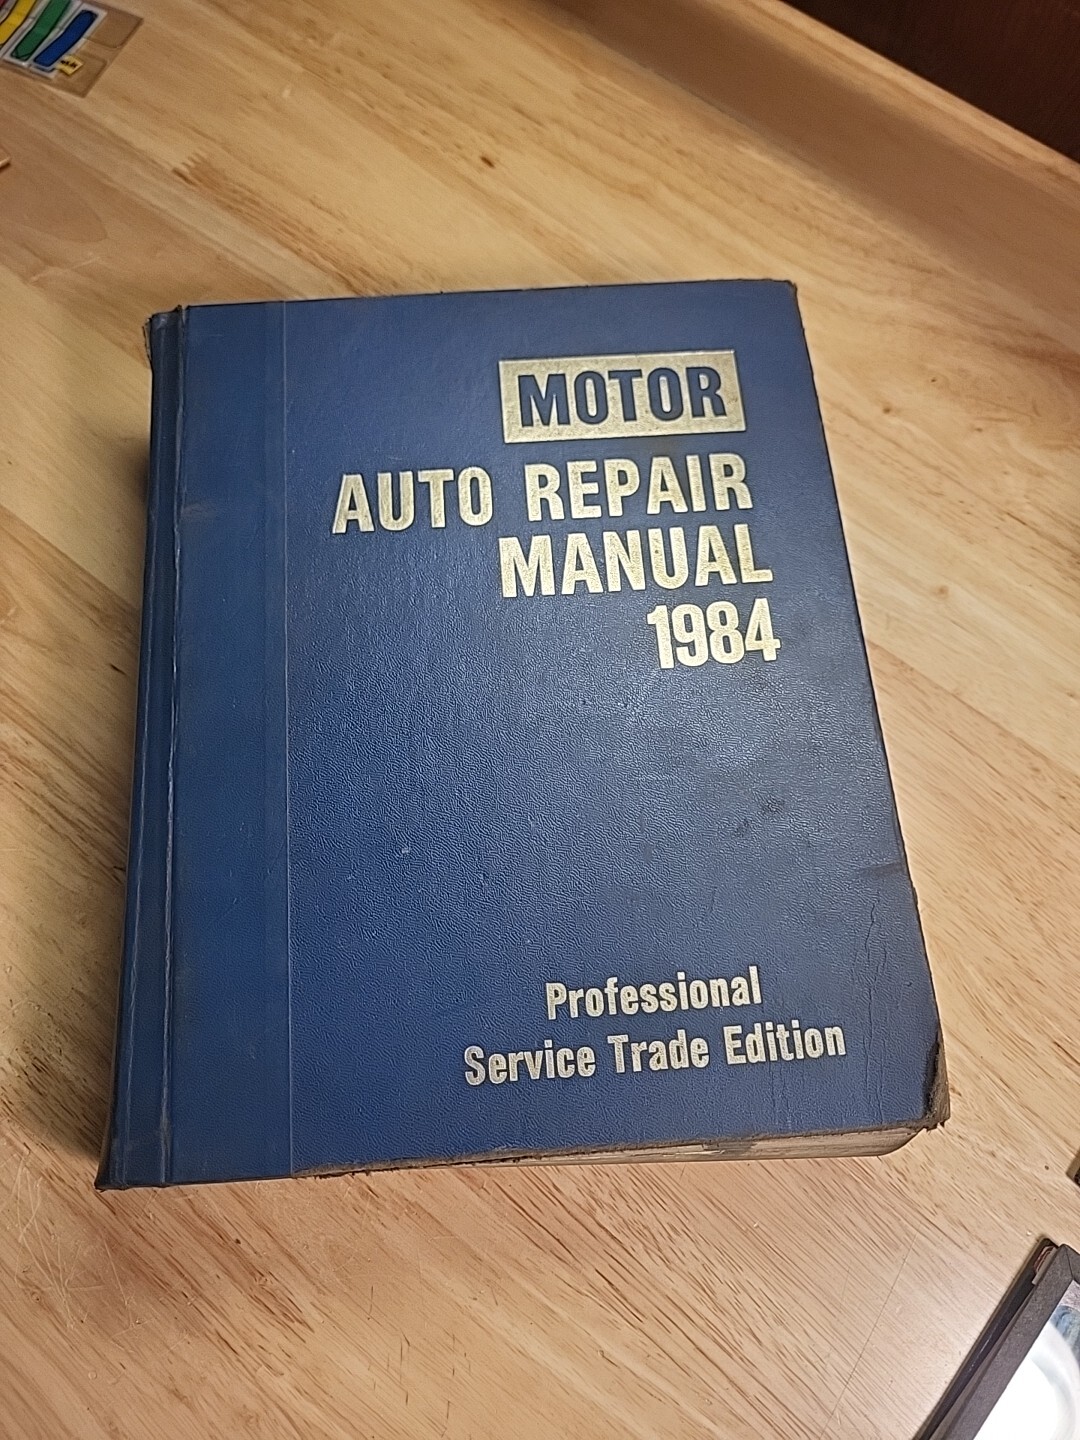 MOTOR
AUTO REPAIR
MANUAL
1984
Professional
Service Trade Edition